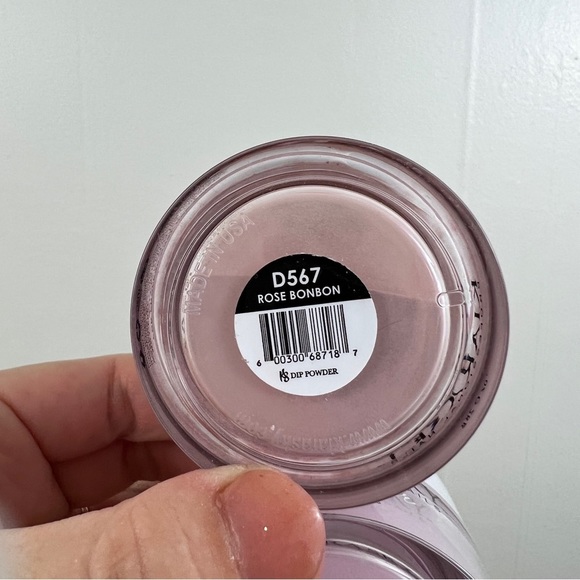 D567
ROSE BONBON
6 00300 68718 7
KS DIP POWDER
MADE IN USA